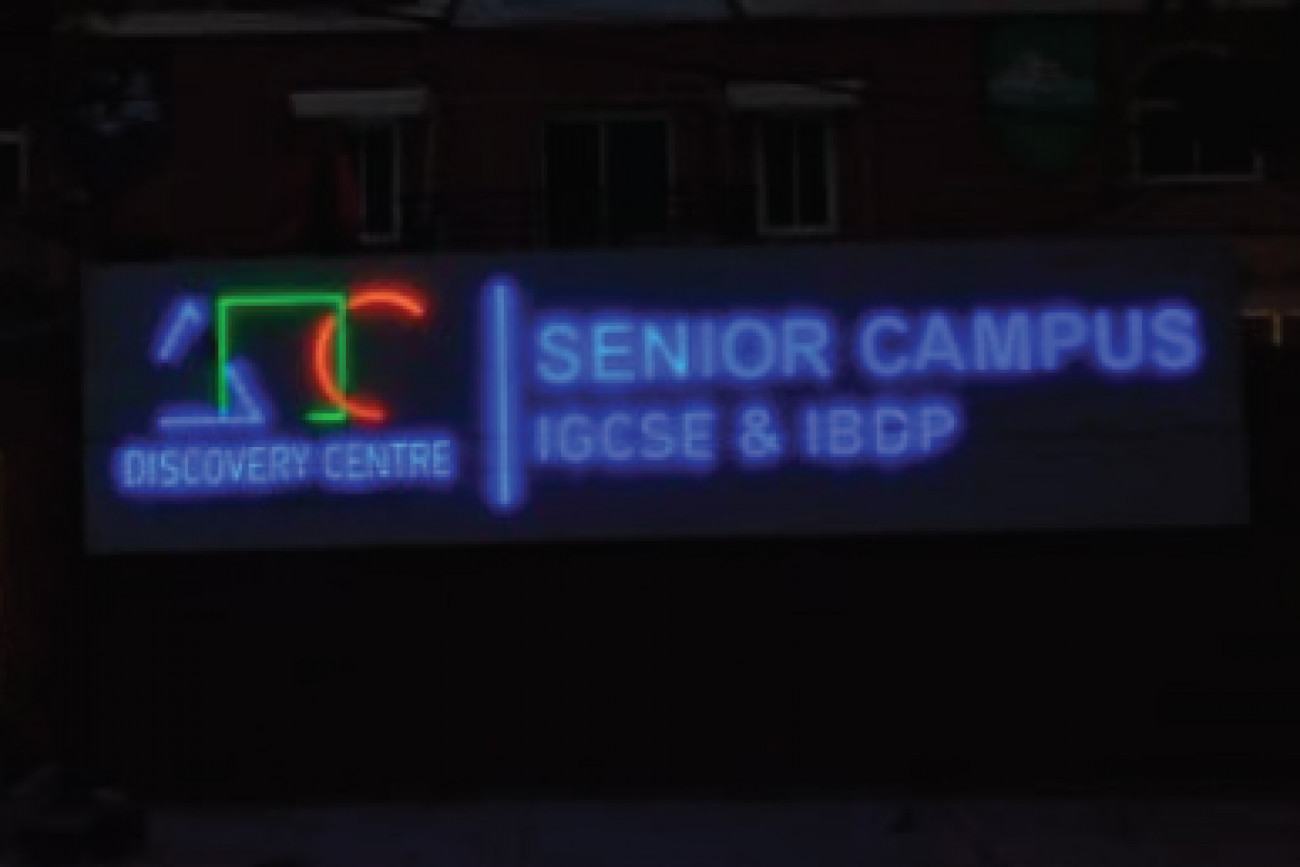 DISCOVERY CENTRE
SENIOR CAMPUS
IGCSE & IBDP